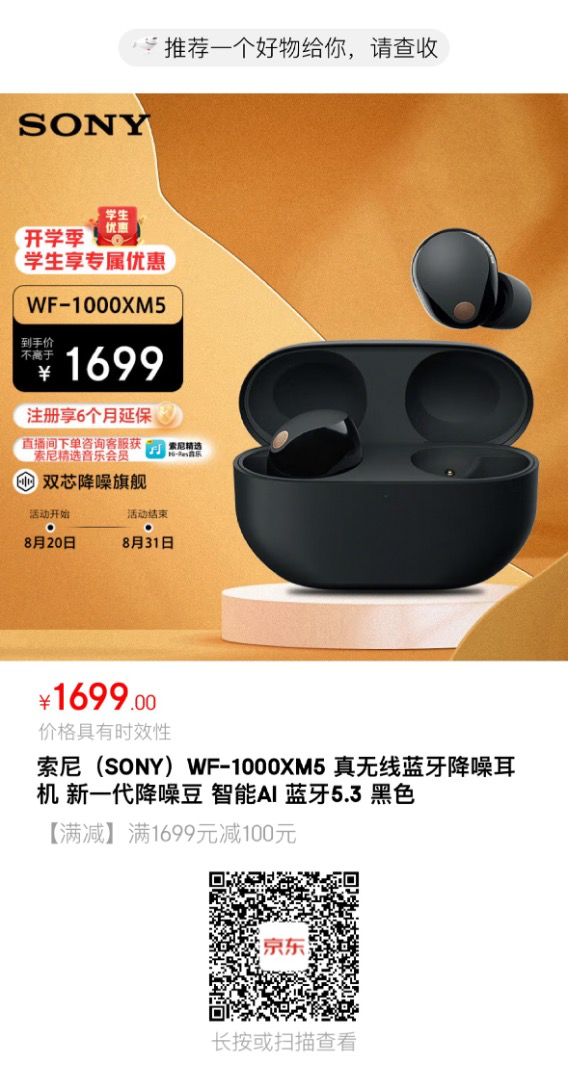 推荐一个好物给你，请查收
SONY
学生
优惠
开学季
学生享专属优惠
WF-1000XM5
到手价
不高于
¥ 1699
注册享6个月延保
直播间下单咨询客服获
索尼精选音乐会员
索尼精选
Hi-Res音乐
双芯降噪旗舰
活动开始 活动结束
8月20日 8月31日
¥1699.00
价格具有时效性
索尼（SONY）WF-1000XM5 真无线蓝牙降噪耳
机 新一代降噪豆 智能AI 蓝牙5.3 黑色
【满减】满1699元减100元
京东
长按或扫描查看